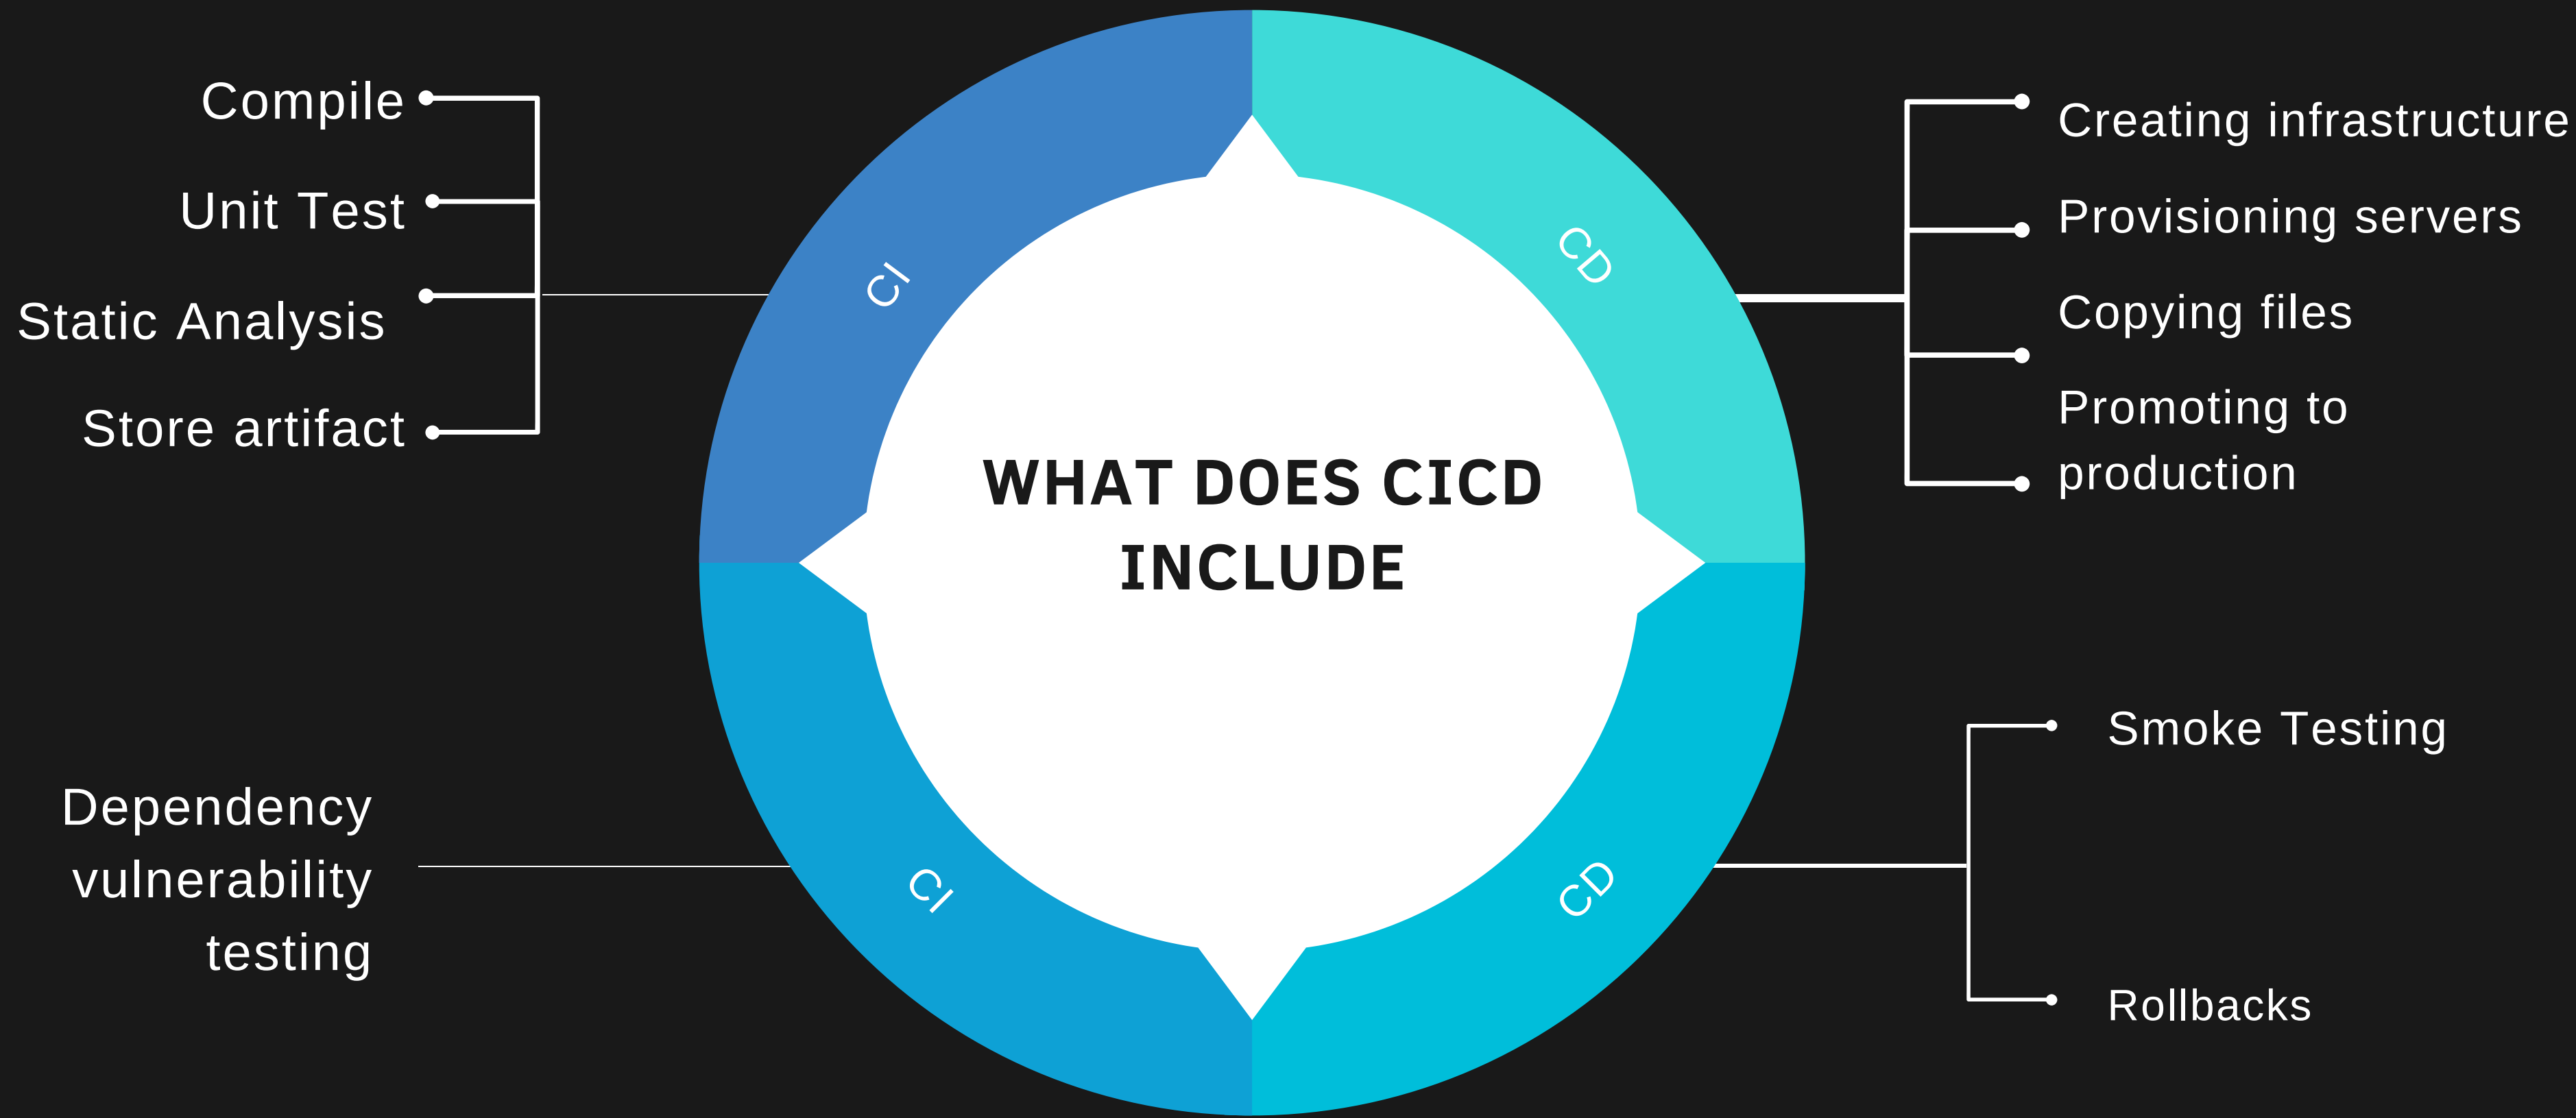 Compile
Unit Test
Static Analysis
Store artifact
Dependency
vulnerability
testing
CI
CD
WHAT DOES CICD
INCLUDE
CI
CD
Creating infrastructure
Provisioning servers
Copying files
Promoting to
production
Smoke Testing
Rollbacks